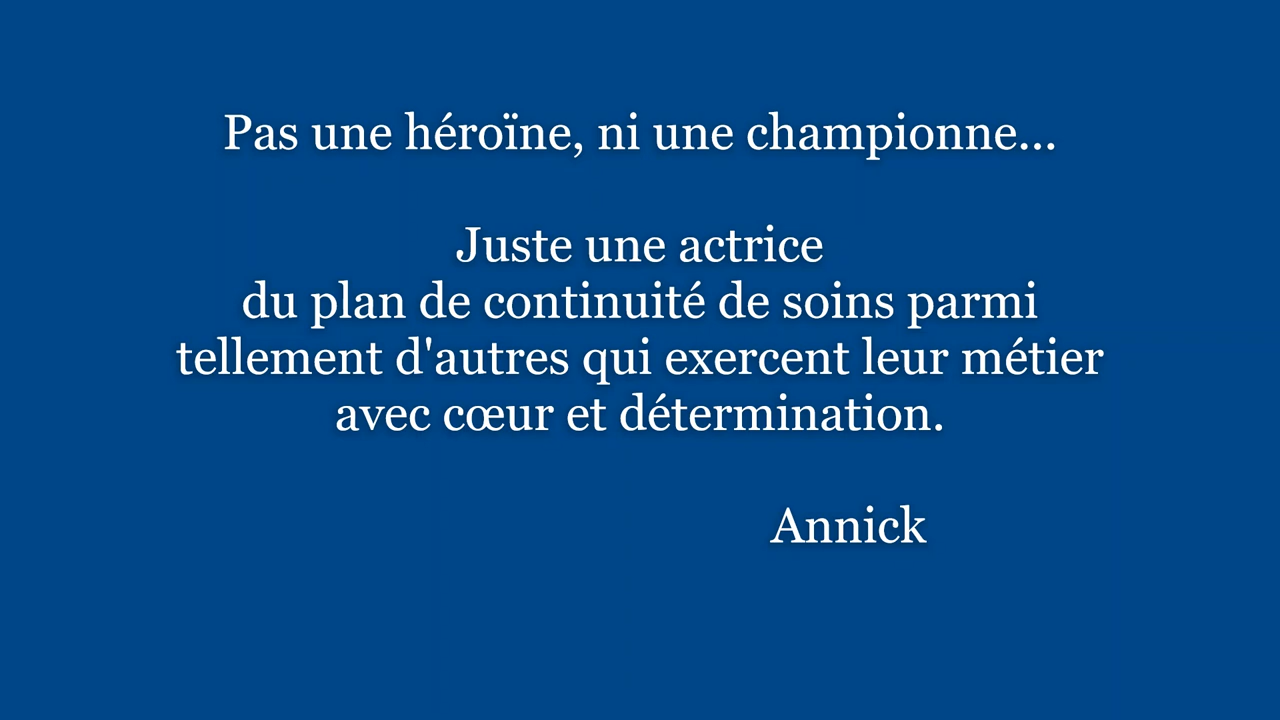 Pas une héroïne, ni une championne...
Juste une actrice
du plan de continuité de soins parmi
tellement d'autres qui exercent leur métier
avec cœur et détermination.
Annick